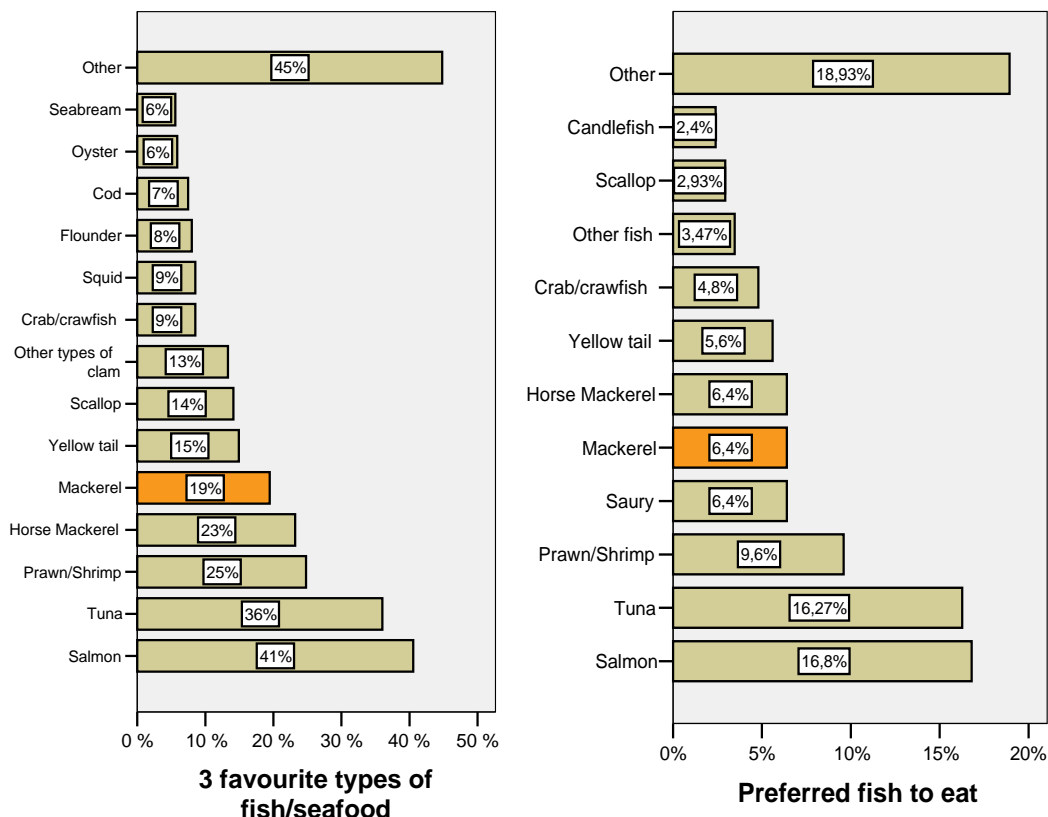 Other 45%
Seabream 6%
Oyster 6%
Cod 7%
Flounder 8%
Squid 9%
Crab/crawfish 9%
Other types of
clam 13%
Scallop 14%
Yellow tail 15%
Mackerel 19%
Horse Mackerel 23%
Prawn/Shrimp 25%
Tuna 36%
Salmon 41%
0 % 10 % 20 % 30 % 40 % 50 %
3 favourite types of
fish/seafood
Other 18,93%
Candlefish 2,4%
Scallop 2,93%
Other fish 3,47%
Crab/crawfish 4,8%
Yellow tail 5,6%
Horse Mackerel 6,4%
Mackerel 6,4%
Saury 6,4%
Prawn/Shrimp 9,6%
Tuna 16,27%
Salmon 16,8%
0% 5% 10% 15% 20%
Preferred fish to eat